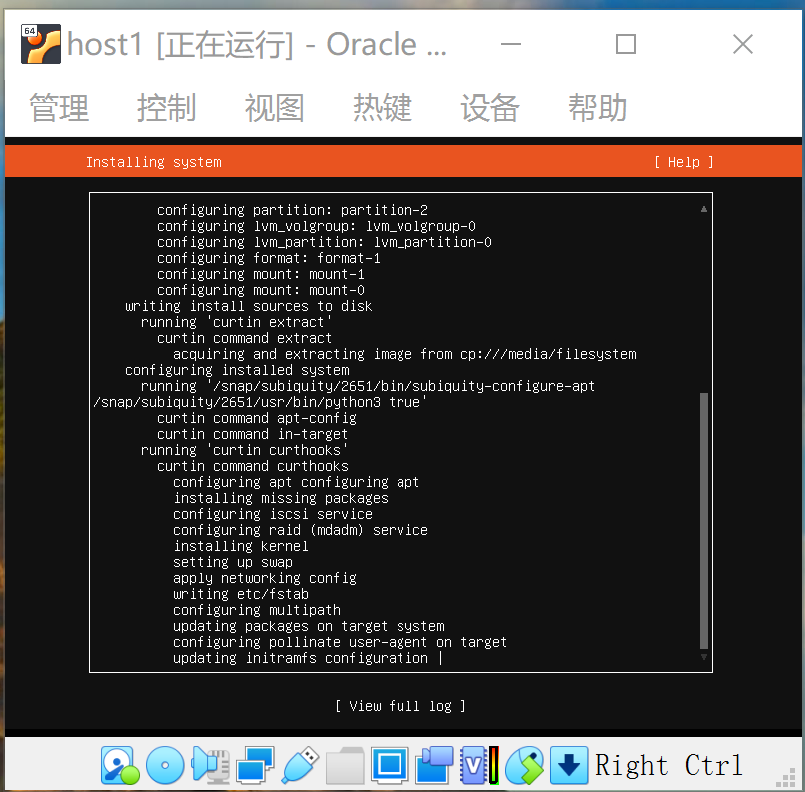 64
host1 [正在运行] - Oracle ...
管理 控制 视图 热键 设备 帮助
Installing system [ Help ]
configuring partition: partition-2
configuring lvm_volgroup: lvm_volgroup-0
configuring lvm_partition: lvm_partition-0
configuring format: format-1
configuring mount: mount-1
configuring mount: mount-0
writing install sources to disk
running 'curtin extract'
curtin command extract
acquiring and extracting image from cp:///media/filesystem
configuring installed system
running '/snap/subiquity/2651/bin/subiquity-configure-apt
/snap/subiquity/2651/usr/bin/python3 true'
curtin command apt-config
curtin command in-target
running 'curtin curthooks'
curtin command curthooks
configuring apt configuring apt
installing missing packages
configuring iscsi service
configuring raid (mdadm) service
installing kernel
setting up swap
apply networking config
writing etc/fstab
configuring multipath
updating packages on target system
configuring pollinate user-agent on target
updating initramfs configuration |
[ View full log ]
V
Right Ctrl